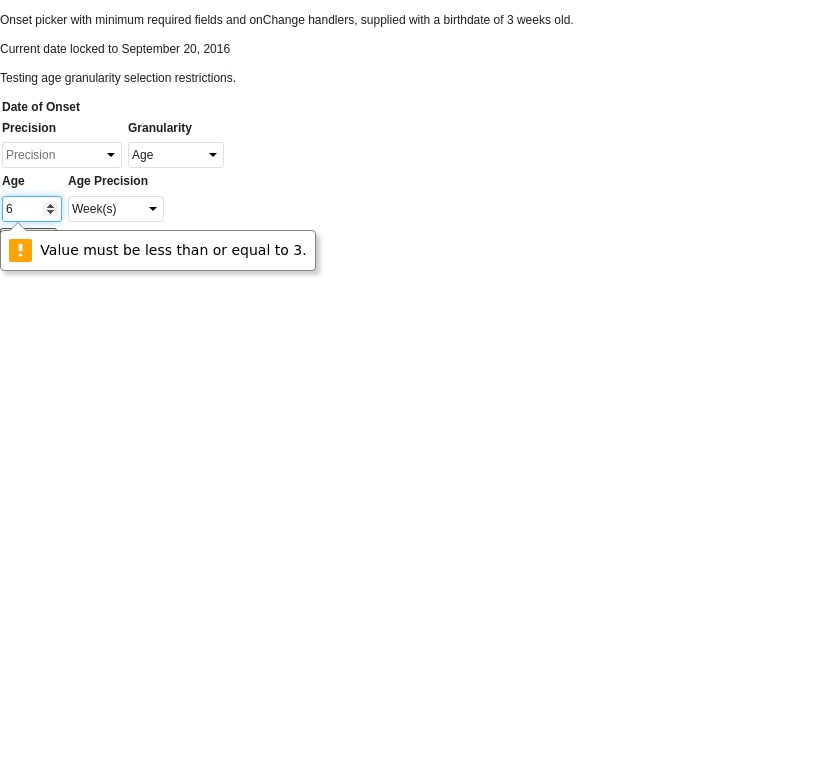 Onset picker with minimum required fields and onChange handlers, supplied with a birthdate of 3 weeks old.
Current date locked to September 20, 2016
Testing age granularity selection restrictions.
Date of Onset
Precision Granularity
Precision Age
Age Age Precision
6 Week(s)
Value must be less than or equal to 3.